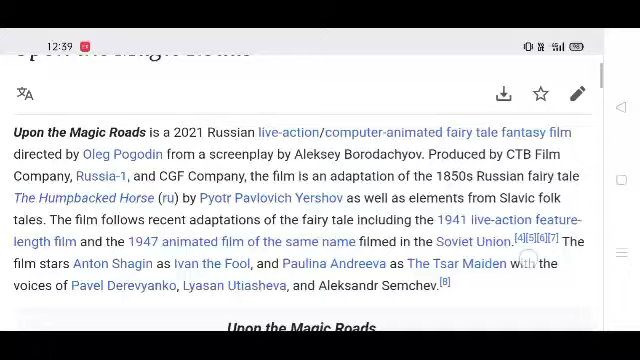 12:39
Upon the Magic Roads
Upon the Magic Roads is a 2021 Russian live-action/computer-animated fairy tale fantasy film
directed by Oleg Pogodin from a screenplay by Aleksey Borodachyov. Produced by CTB Film
Company, Russia-1, and CGF Company, the film is an adaptation of the 1850s Russian fairy tale
The Humpbacked Horse (ru) by Pyotr Pavlovich Yershov as well as elements from Slavic folk
tales. The film follows recent adaptations of the fairy tale including the 1941 live-action feature-
length film and the 1947 animated film of the same name filmed in the Soviet Union.[4][5][6][7] The
film stars Anton Shagin as Ivan the Fool, and Paulina Andreeva as The Tsar Maiden with the
voices of Pavel Derevyanko, Lyasan Utiasheva, and Aleksandr Semchev.[8]
Upon the Magic Roads